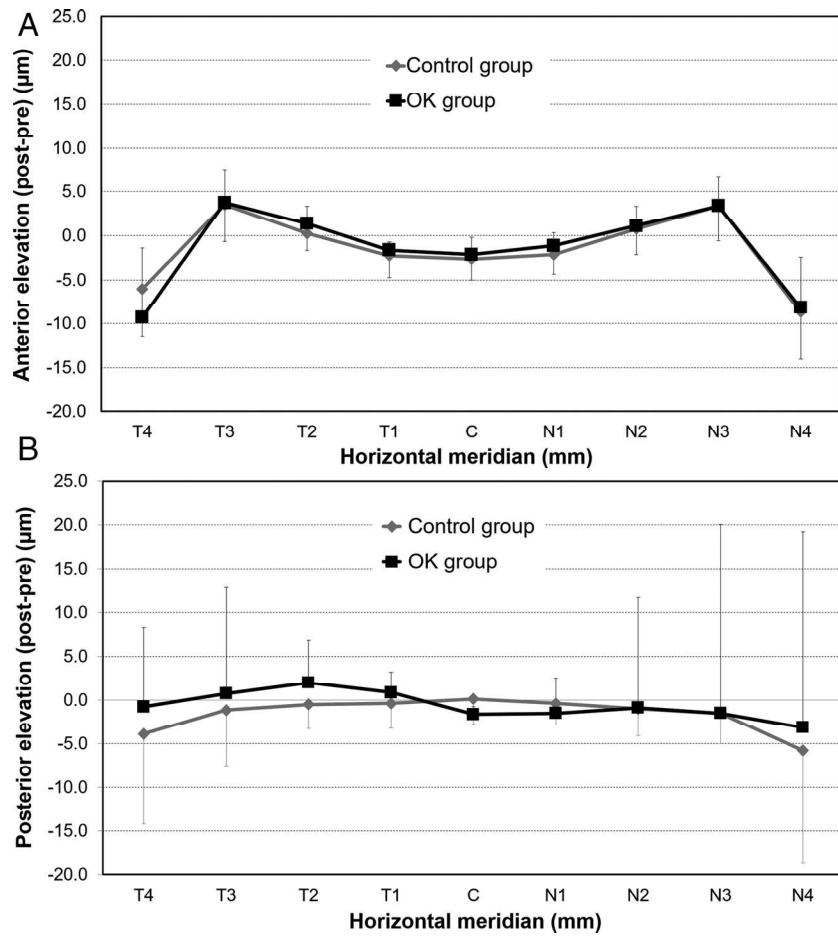 A
Anterior elevation (post-pre) (µm)
25.0
20.0
15.0
10.0
5.0
0.0
-5.0
-10.0
-15.0
-20.0
Control group
OK group
T4 T3 T2 T1 C N1 N2 N3 N4
Horizontal meridian (mm)
B
Posterior elevation (post-pre) (µm)
25.0
20.0
15.0
10.0
5.0
0.0
-5.0
-10.0
-15.0
-20.0
Control group
OK group
T4 T3 T2 T1 C N1 N2 N3 N4
Horizontal meridian (mm)